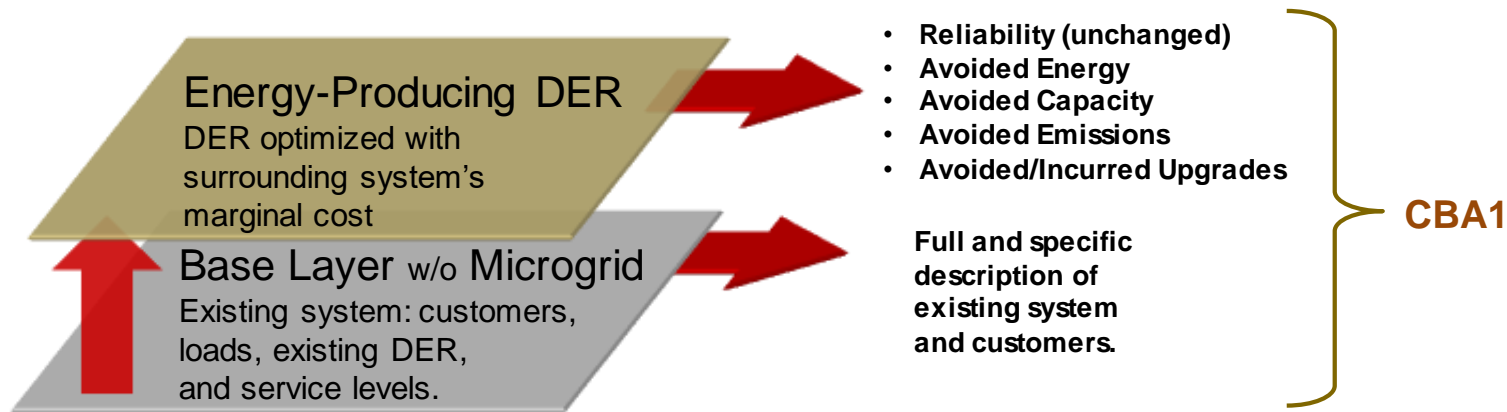 Energy-Producing DER
DER optimized with
surrounding system’s
marginal cost
• Reliability (unchanged)
• Avoided Energy
• Avoided Capacity
• Avoided Emissions
• Avoided/Incurred Upgrades
Base Layer w/o Microgrid
Existing system: customers,
loads, existing DER,
and service levels.
Full and specific
description of
existing system
and customers.
CBA1